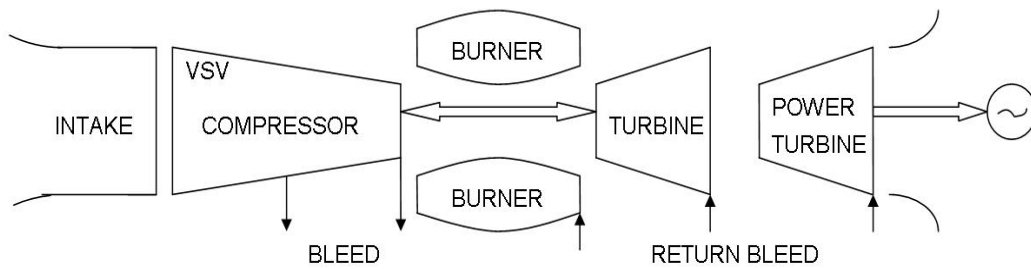 BURNER
VSV
INTAKE
COMPRESSOR
TURBINE
POWER
TURBINE
BURNER
BLEED
RETURN BLEED